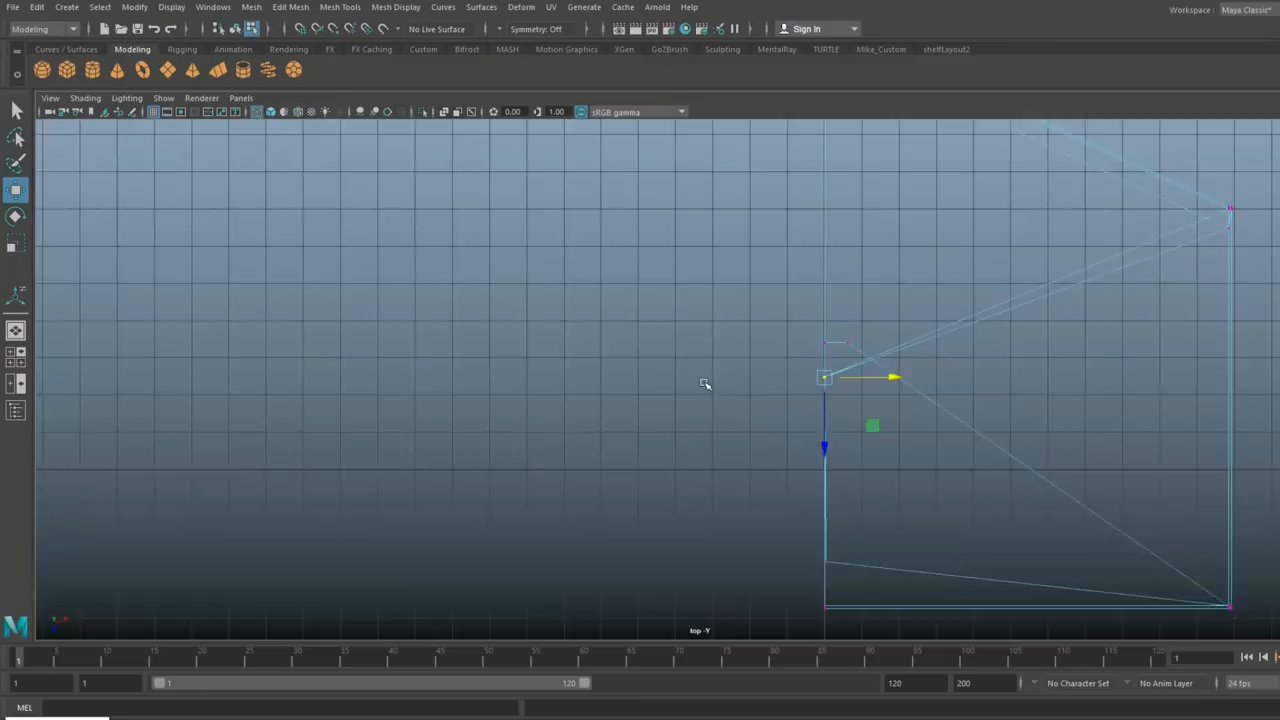 File Edit Create Select Modify Display Windows Mesh Edit Mesh Mesh Tools Mesh Display Curves Surfaces Deform UV Generate Cache Arnold Help Workspace : Maya Classic*
Modeling No Live Surface Symmetry: Off Sign In
Curves / Surfaces Modeling Rigging Animation Rendering FX FX Caching Custom Bifrost MASH Motion Graphics XGen GoZBrush Sculpting MentalRay TURTLE Mike_Custom shelfLayout2
View Shading Lighting Show Renderer Panels
0.00 1.00 sRGB gamma
top -Y
1 5 10 15 20 25 30 35 40 45 50 55 60 65 70 75 80 85 90 95 100 105 110 115 120 1
1 1 1 120 120 200 No Character Set No Anim Layer 24 fps
MEL